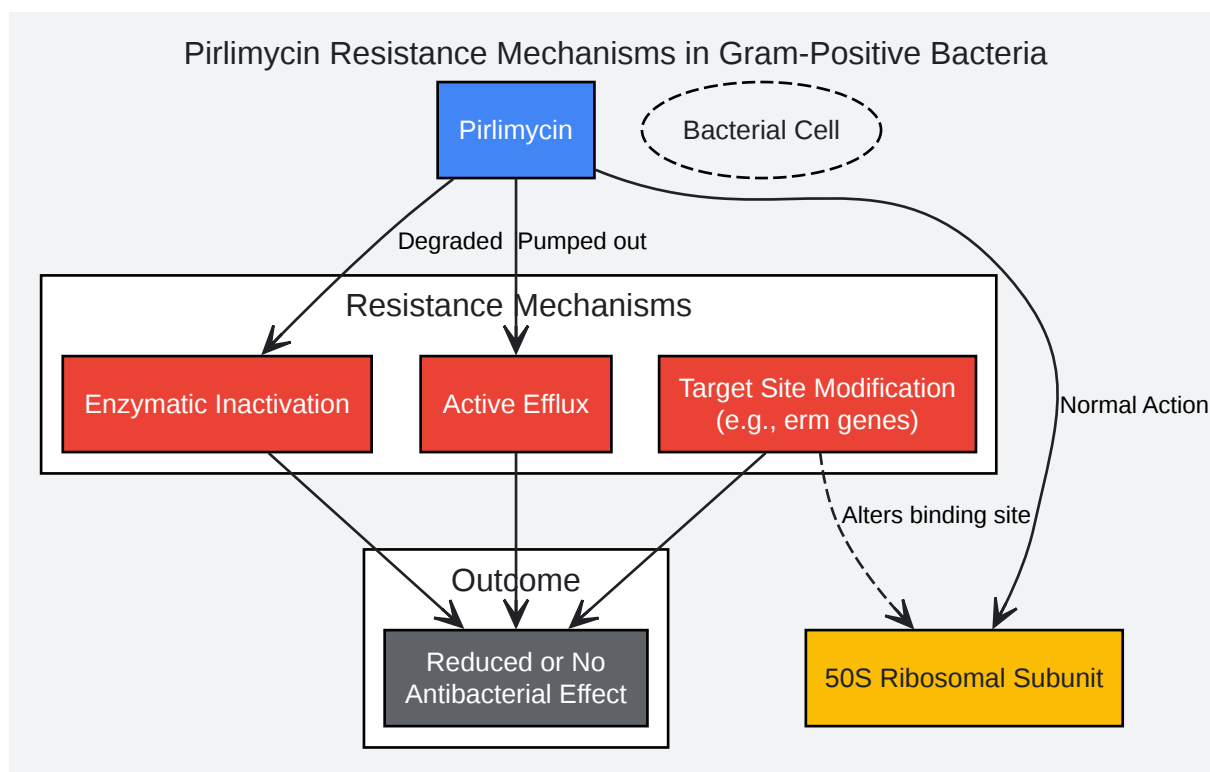 Pirlimycin Resistance Mechanisms in Gram-Positive Bacteria
Pirlimycin
Bacterial Cell
Degraded
Pumped out
Resistance Mechanisms
Enzymatic Inactivation
Active Efflux
Target Site Modification
(e.g., erm genes)
Normal Action
Alters binding site
Outcome
Reduced or No
Antibacterial Effect
50S Ribosomal Subunit